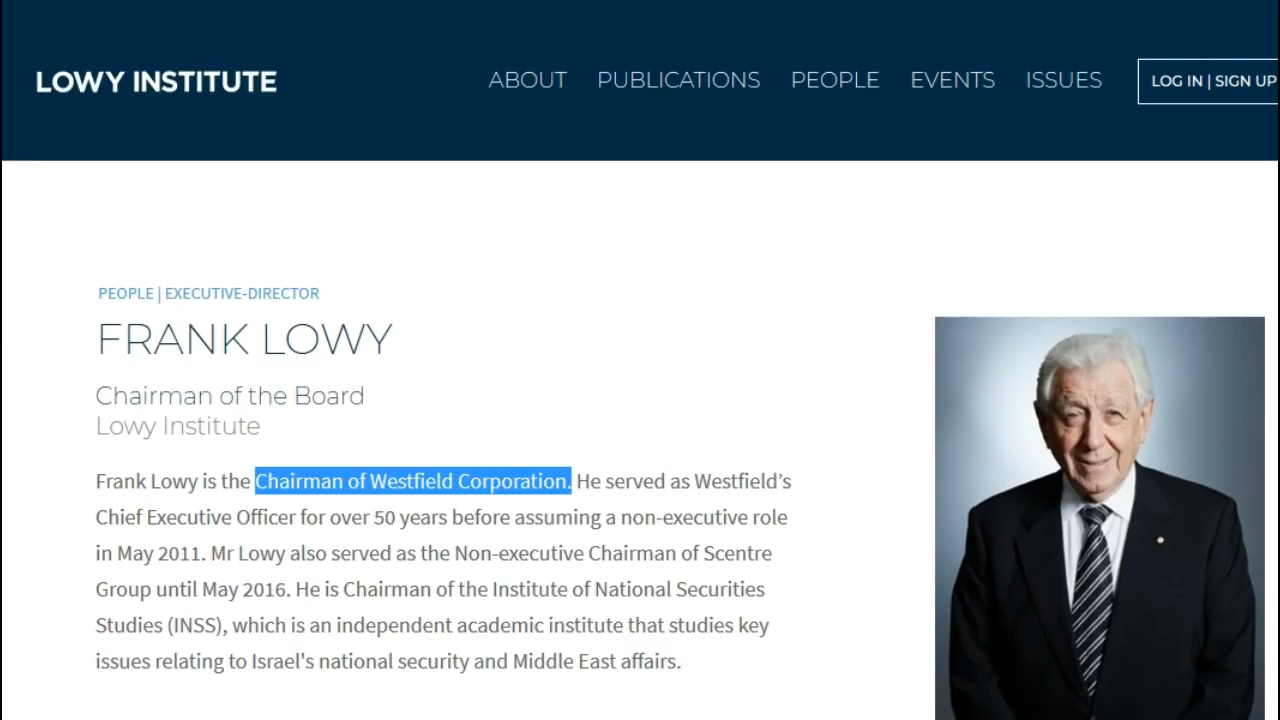 LOWY INSTITUTE
ABOUT PUBLICATIONS PEOPLE EVENTS ISSUES
LOG IN | SIGN UP
PEOPLE | EXECUTIVE-DIRECTOR
FRANK LOWY
Chairman of the Board
Lowy Institute
Frank Lowy is the Chairman of Westfield Corporation. He served as Westfield’s
Chief Executive Officer for over 50 years before assuming a non-executive role
in May 2011. Mr Lowy also served as the Non-executive Chairman of Scentre
Group until May 2016. He is Chairman of the Institute of National Securities
Studies (INSS), which is an independent academic institute that studies key
issues relating to Israel's national security and Middle East affairs.